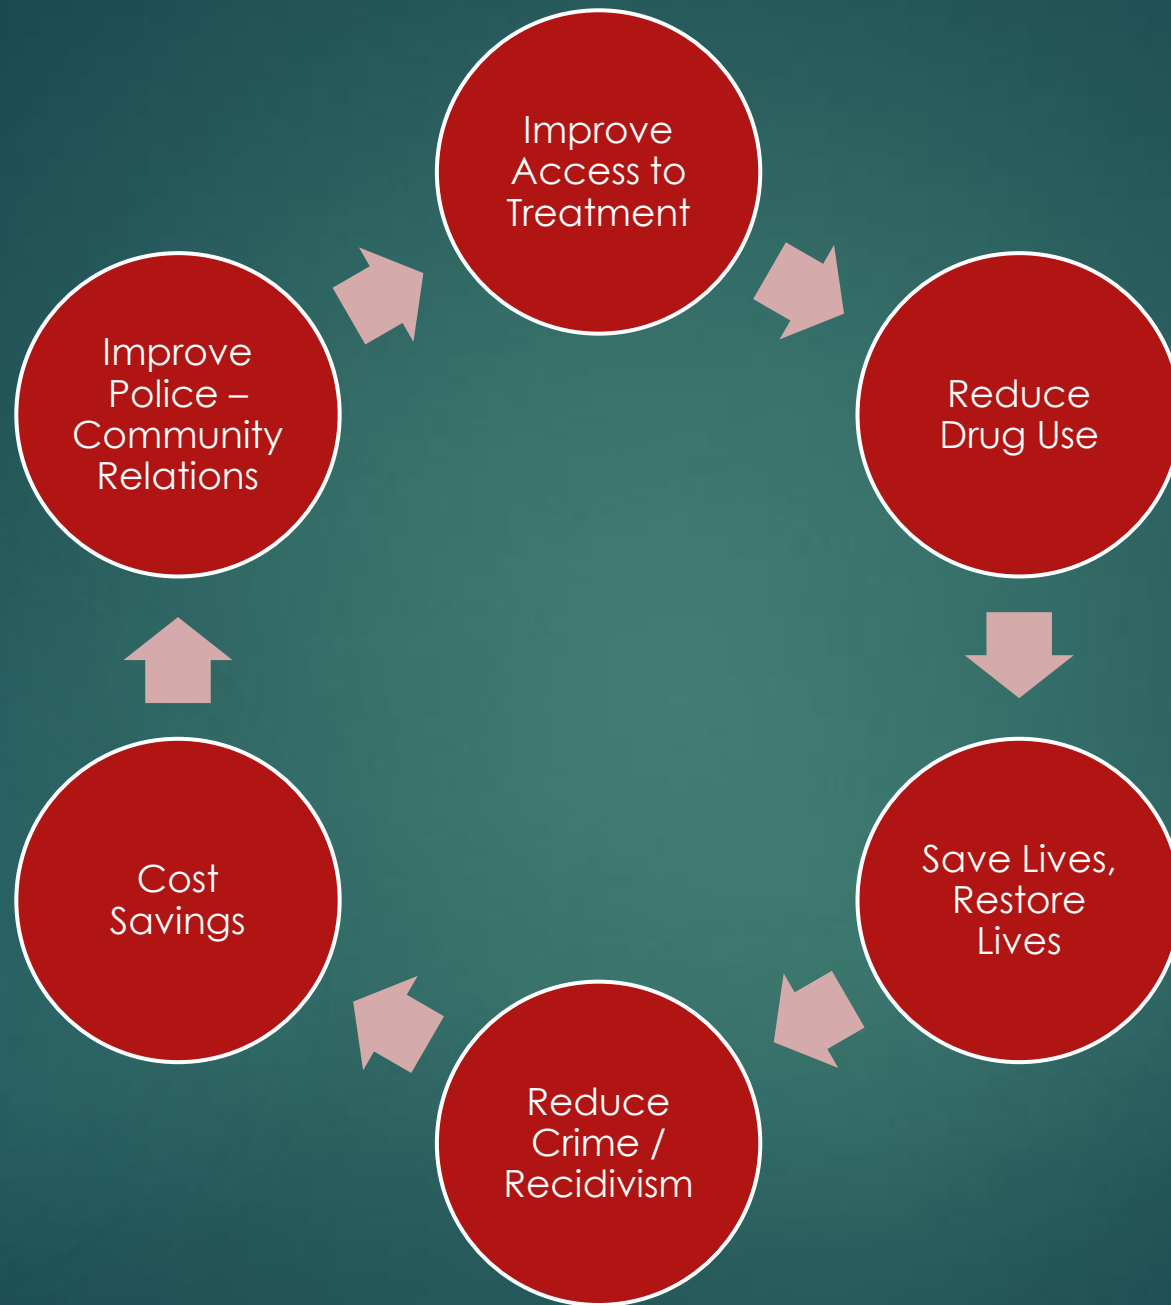 Improve
Access to
Treatment
Reduce
Drug Use
Save Lives,
Restore
Lives
Reduce
Crime /
Recidivism
Cost
Savings
Improve
Police –
Community
Relations